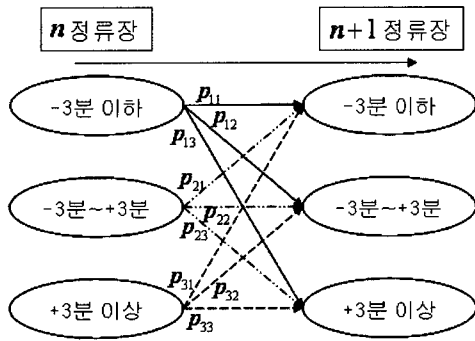 n 정류장 n+1 정류장
-3분 이하 p11 -3분 이하
p12
p13
p21
-3분~+3분 p22 -3분~+3분
p23
p31
p32
+3분 이상 p33 +3분 이상